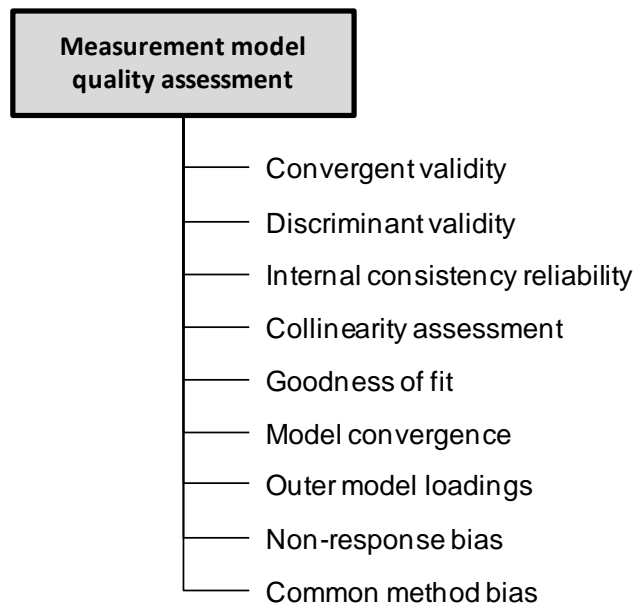 Measurement model
quality assessment
Convergent validity
Discriminant validity
Internal consistency reliability
Collinearity assessment
Goodness of fit
Model convergence
Outer model loadings
Non-response bias
Common method bias